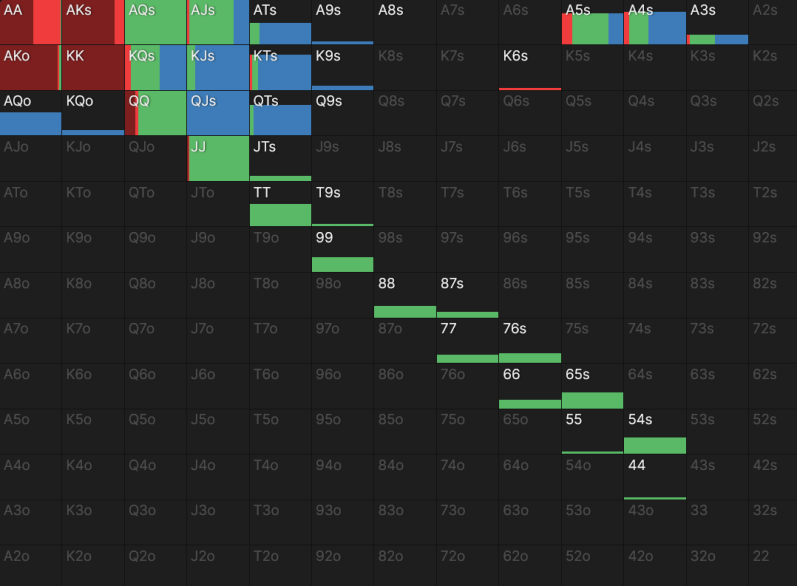 AA AKs AQs AJs ATs A9s A8s A7s A6s A5s A4s A3s A2s
AKo KK KQs KJs KTs K9s K8s K7s K6s K5s K4s K3s K2s
AQo KQo QQ QJs QTs Q9s Q8s Q7s Q6s Q5s Q4s Q3s Q2s
AJo KJo QJo JJ JTs J9s J8s J7s J6s J5s J4s J3s J2s
ATo KTo QTo JTo TT T9s T8s T7s T6s T5s T4s T3s T2s
A9o K9o Q9o J9o T9o 99 98s 97s 96s 95s 94s 93s 92s
A8o K8o Q8o J8o T8o 98o 88 87s 86s 85s 84s 83s 82s
A7o K7o Q7o J7o T7o 97o 87o 77 76s 75s 74s 73s 72s
A6o K6o Q6o J6o T6o 96o 86o 76o 66 65s 64s 63s 62s
A5o K5o Q5o J5o T5o 95o 85o 75o 65o 55 54s 53s 52s
A4o K4o Q4o J4o T4o 94o 84o 74o 64o 54o 44 43s 42s
A3o K3o Q3o J3o T3o 93o 83o 73o 63o 53o 43o 33 32s
A2o K2o Q2o J2o T2o 92o 82o 72o 62o 52o 42o 32o 22